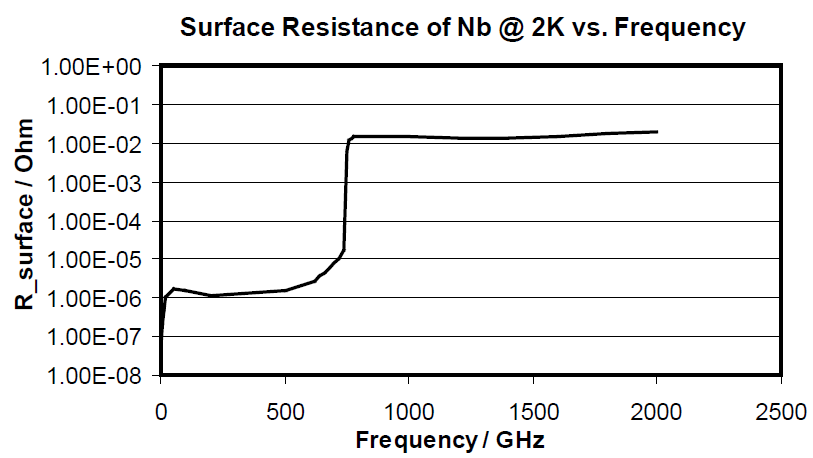 Surface Resistance of Nb @ 2K vs. Frequency
1.00E+00
1.00E-01
1.00E-02
1.00E-03
1.00E-04
1.00E-05
1.00E-06
1.00E-07
1.00E-08
R_surface / Ohm
0 500 1000 1500 2000 2500
Frequency / GHz